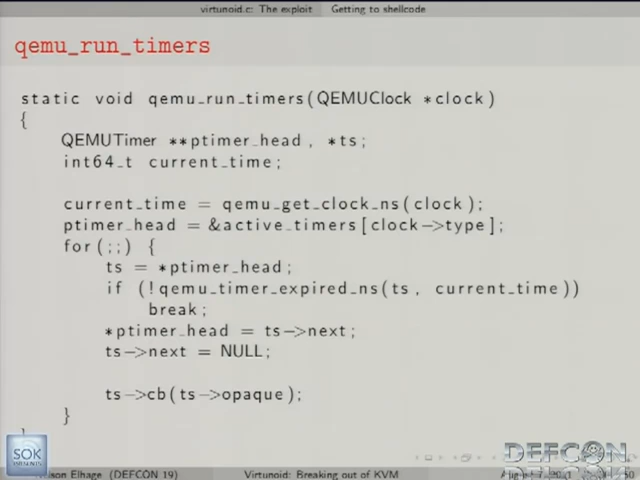 virtunoid.c: The exploit Getting to shellcode
qemu_run_timers
static void qemu_run_timers(QEMUClock *clock)
{
QEMUTimer **ptimer_head, *ts;
int64_t current_time;
current_time = qemu_get_clock_ns(clock);
ptimer_head = &active_timers[clock->type];
for (;;) {
ts = *ptimer_head;
if (!qemu_timer_expired_ns(ts, current_time))
break;
*ptimer_head = ts->next;
ts->next = NULL;
ts->cb(ts->opaque);
}
}
SOK
DEFCON
Elhage (DEFCON 19) Virtunoid: Breaking out of KVM